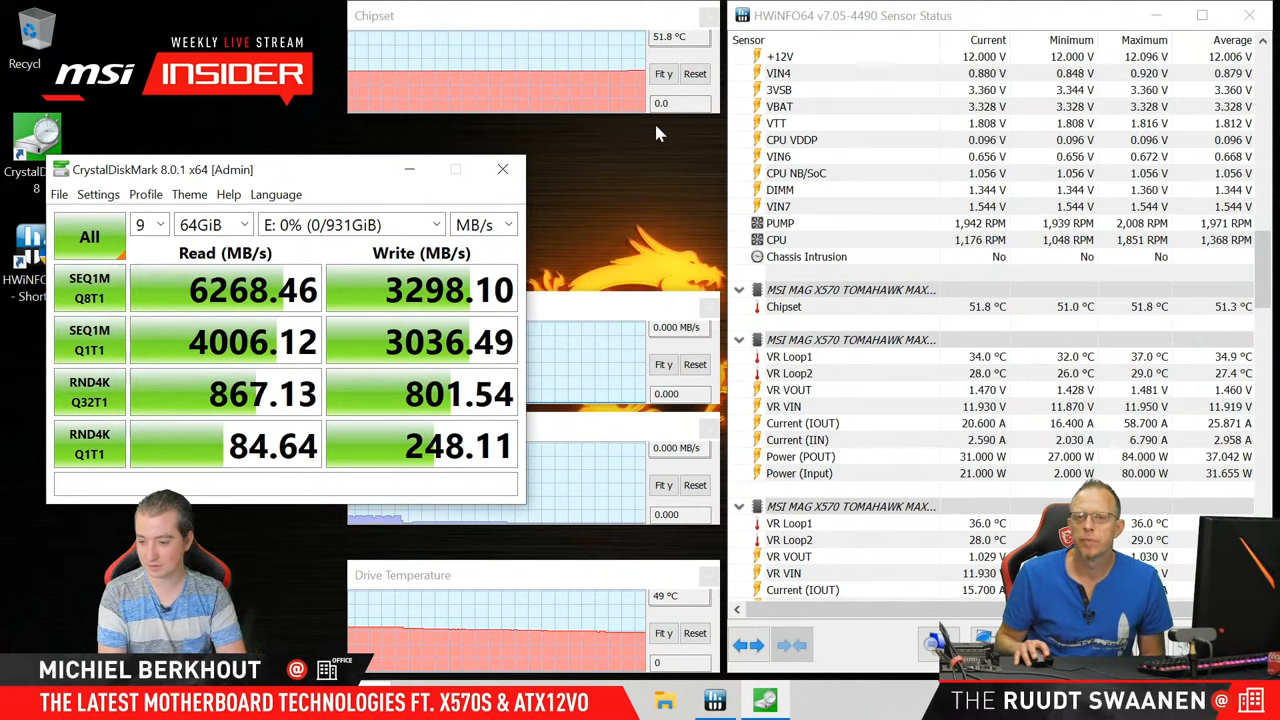 Recycl
CrystalD
8
HWiNFO
- Short
WEEKLY LIVE STREAM
msi INSIDER
Chipset
51.8 °C
Fit y Reset
0.0
CrystalDiskMark 8.0.1 x64 [Admin]
File Settings Profile Theme Help Language
All 9 64GiB E: 0% (0/931GiB) MB/s
Read (MB/s) Write (MB/s)
SEQ1M
Q8T1
6268.46 3298.10
SEQ1M
Q1T1
4006.12 3036.49
RND4K
Q32T1
867.13 801.54
RND4K
Q1T1
84.64 248.11
0.000 MB/s
Fit y Reset
0.000
0.000 MB/s
Fit y Reset
0.000
Drive Temperature
49 °C
Fit y Reset
0
HWiNFO64 v7.05-4490 Sensor Status
Sensor Current Minimum Maximum Average
+12V 12.000 V 12.000 V 12.096 V 12.006 V
VIN4 0.880 V 0.848 V 0.920 V 0.879 V
3VSB 3.360 V 3.344 V 3.360 V 3.360 V
VBAT 3.328 V 3.328 V 3.328 V 3.328 V
VTT 1.808 V 1.808 V 1.816 V 1.812 V
CPU VDDP 0.096 V 0.096 V 0.096 V 0.096 V
VIN6 0.656 V 0.656 V 0.672 V 0.668 V
CPU NB/SoC 1.056 V 1.056 V 1.056 V 1.056 V
DIMM 1.344 V 1.344 V 1.360 V 1.344 V
VIN7 1.544 V 1.544 V 1.544 V 1.544 V
PUMP 1,942 RPM 1,939 RPM 2,008 RPM 1,971 RPM
CPU 1,176 RPM 1,048 RPM 1,851 RPM 1,368 RPM
Chassis Intrusion No No No No
MSI MAG X570 TOMAHAWK MAX...
Chipset 51.8 °C 51.0 °C 51.8 °C 51.3 °C
MSI MAG X570 TOMAHAWK MAX...
VR Loop1 34.0 °C 32.0 °C 37.0 °C 34.9 °C
VR Loop2 28.0 °C 26.0 °C 29.0 °C 27.4 °C
VR VOUT 1.470 V 1.428 V 1.481 V 1.460 V
VR VIN 11.930 V 11.870 V 11.950 V 11.919 V
Current (IOUT) 20.600 A 16.400 A 58.700 A 25.871 A
Current (IIN) 2.590 A 2.030 A 6.790 A 2.958 A
Power (POUT) 31.000 W 27.000 W 84.000 W 37.042 W
Power (Input) 21.000 W 2.000 W 80.000 W 31.655 W
MSI MAG X570 TOMAHAWK MAX...
VR Loop1 36.0 °C 36.0 °C
VR Loop2 28.0 °C 29.0 °C
VR VOUT 1.029 V 1.030 V
VR VIN 11.930
Current (IOUT) 15.700
MICHIEL BERKHOUT @ OFFICE
THE LATEST MOTHERBOARD TECHNOLOGIES FT. X570S & ATX12VO
THE RUUDT SWAANEN @